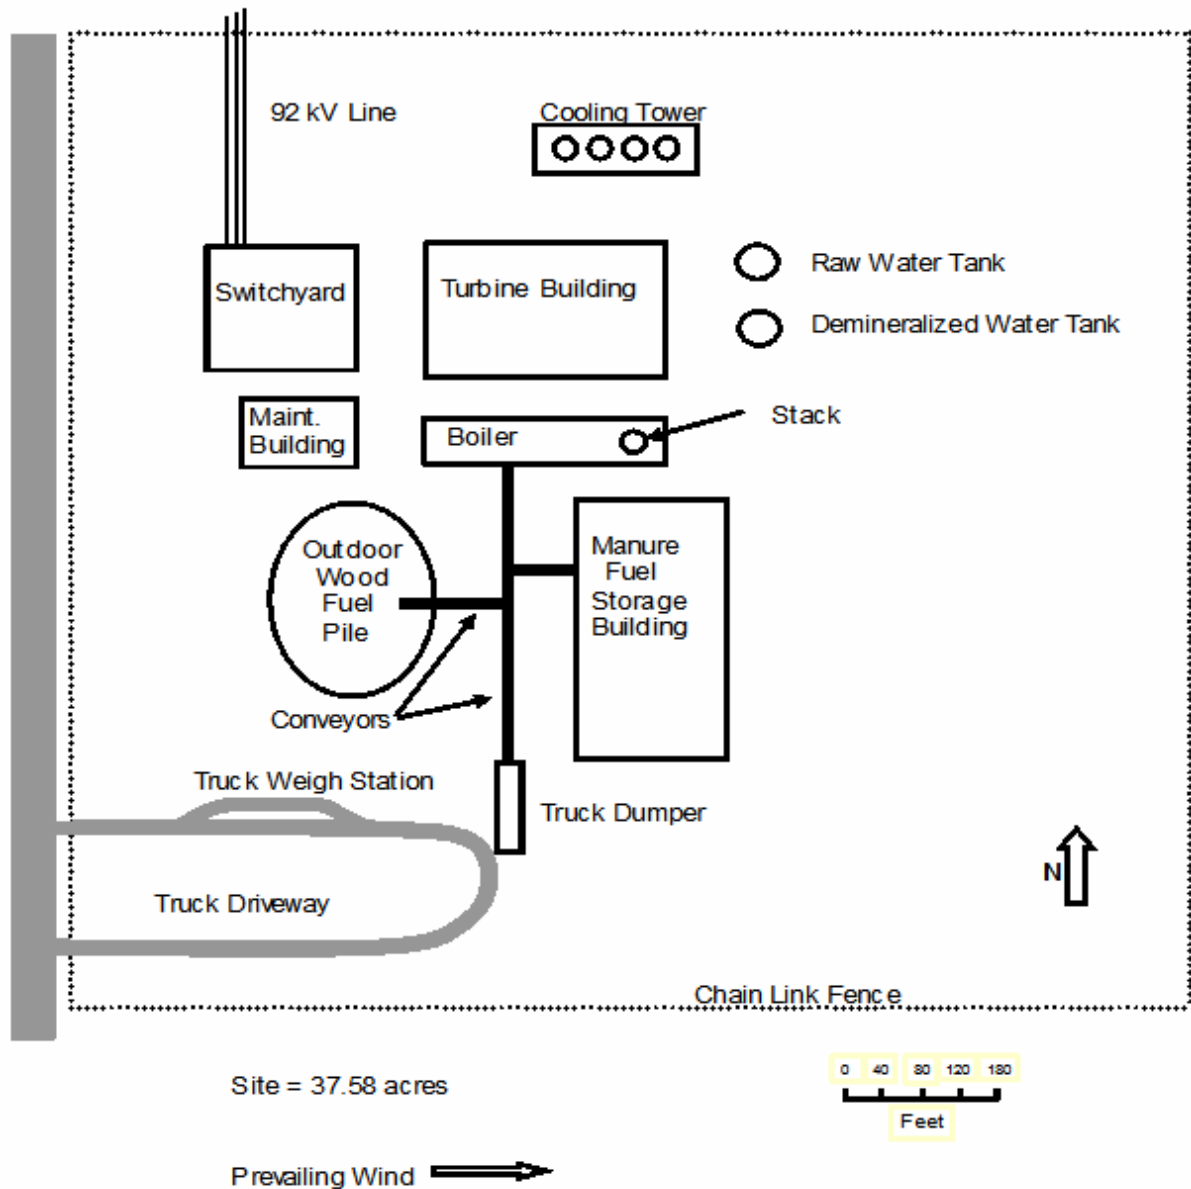 92 kV Line
Cooling Tower
Switchyard
Turbine Building
Raw Water Tank
Demineralized Water Tank
Maint.
Building
Boiler
Stack
Outdoor
Wood
Fuel
Pile
Manure
Fuel
Storage
Building
Conveyors
Truck Weigh Station
Truck Dumper
Truck Driveway
N
Chain Link Fence
Site = 37.58 acres
0 40 80 120 180
Feet
Prevailing Wind